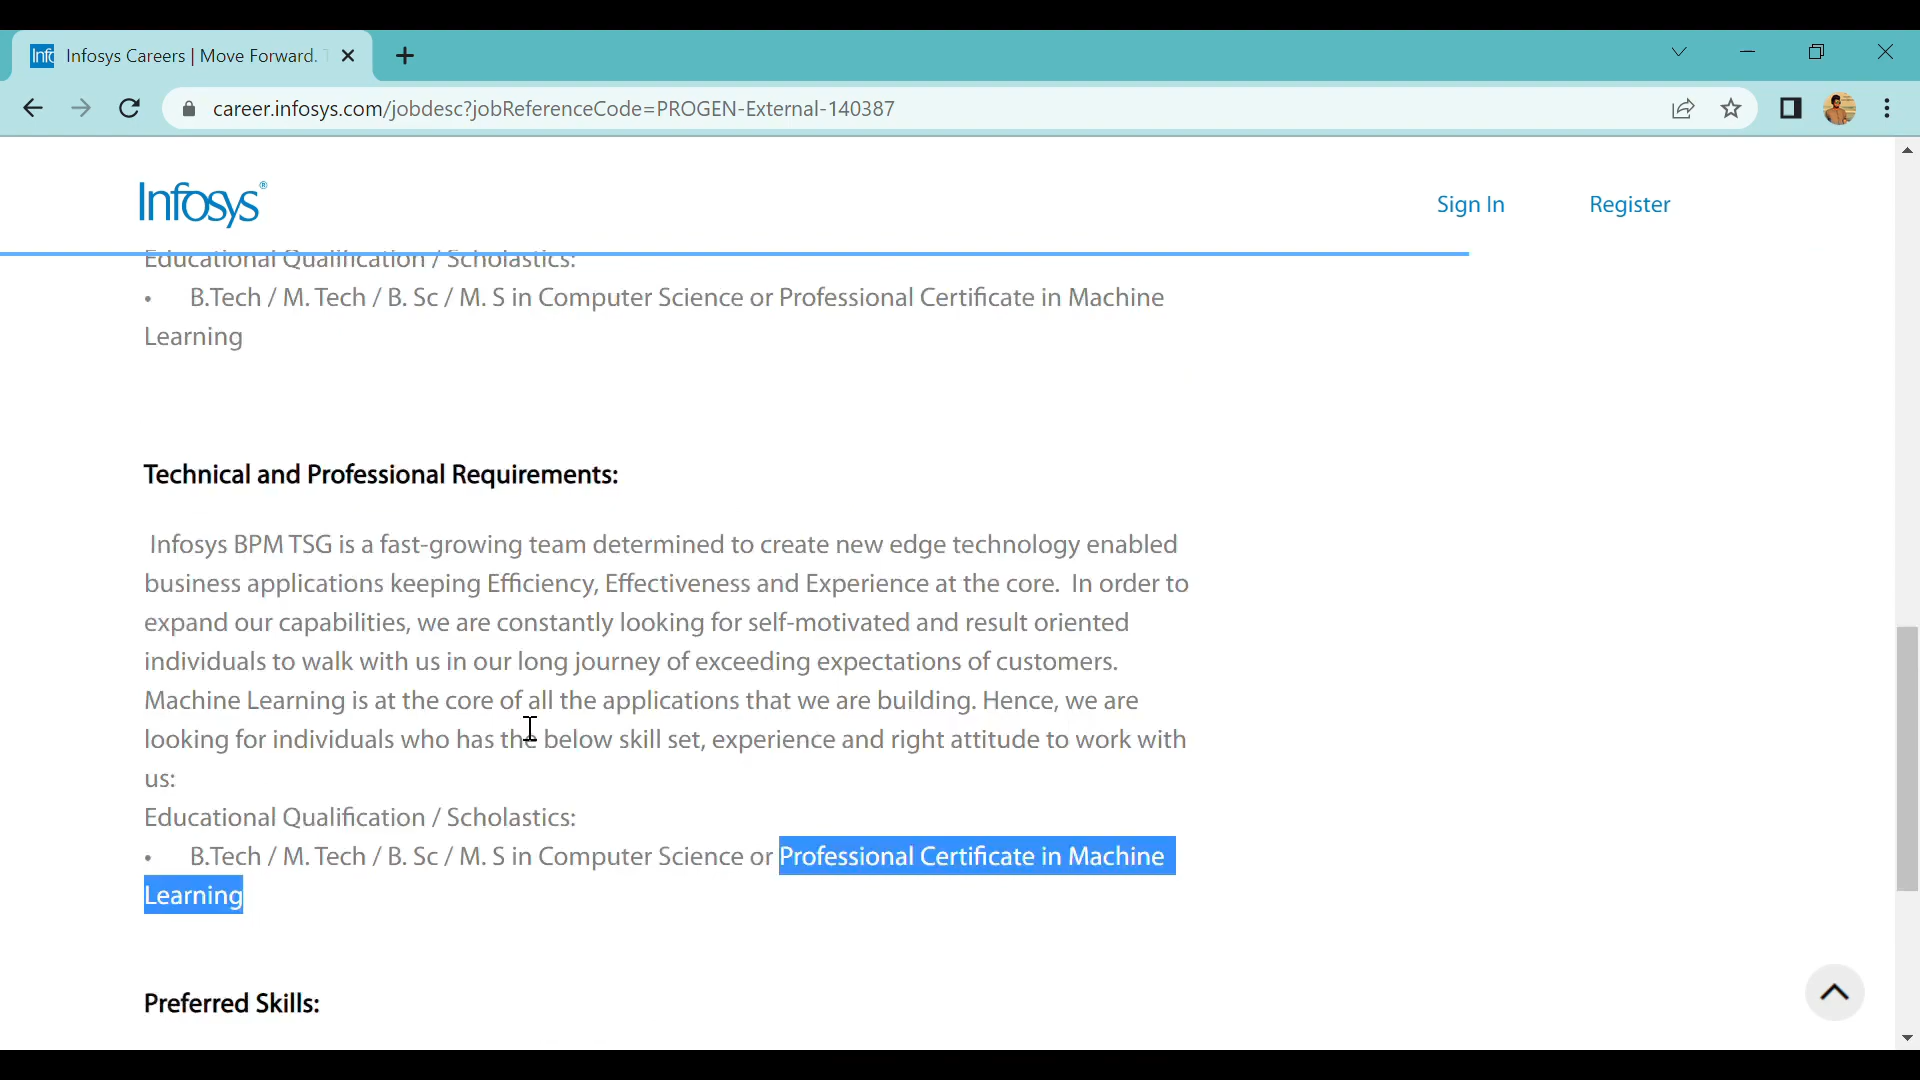 Infosys Careers | Move Forward.
career.infosys.com/jobdesc?jobReferenceCode=PROGEN-External-140387
Infosys®
Sign In
Register
Educational Qualification / Scholastics:
• B.Tech / M. Tech / B. Sc / M. S in Computer Science or Professional Certificate in Machine
Learning
Technical and Professional Requirements:
Infosys BPM TSG is a fast-growing team determined to create new edge technology enabled
business applications keeping Efficiency, Effectiveness and Experience at the core. In order to
expand our capabilities, we are constantly looking for self-motivated and result oriented
individuals to walk with us in our long journey of exceeding expectations of customers.
Machine Learning is at the core of all the applications that we are building. Hence, we are
looking for individuals who has the below skill set, experience and right attitude to work with
us:
Educational Qualification / Scholastics:
• B.Tech / M. Tech / B. Sc / M. S in Computer Science or Professional Certificate in Machine
Learning
Preferred Skills: